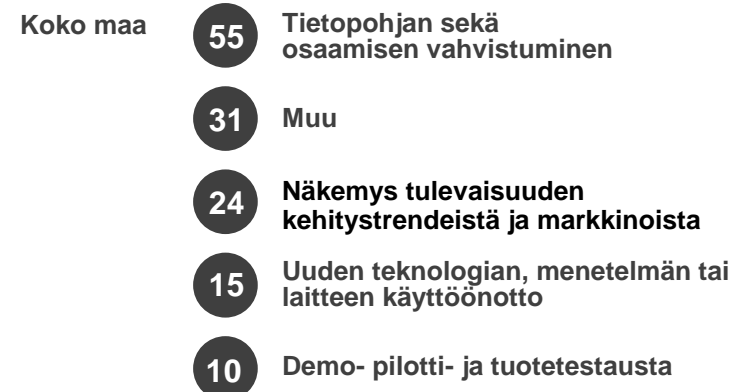 Koko maa
55
Tietopohjan sekä
osaamisen vahvistuminen
31
Muu
24
Näkemys tulevaisuuden
kehitystrendeistä ja markkinoista
15
Uuden teknologian, menetelmän tai
laitteen käyttöönotto
10
Demo- pilotti- ja tuotetestausta